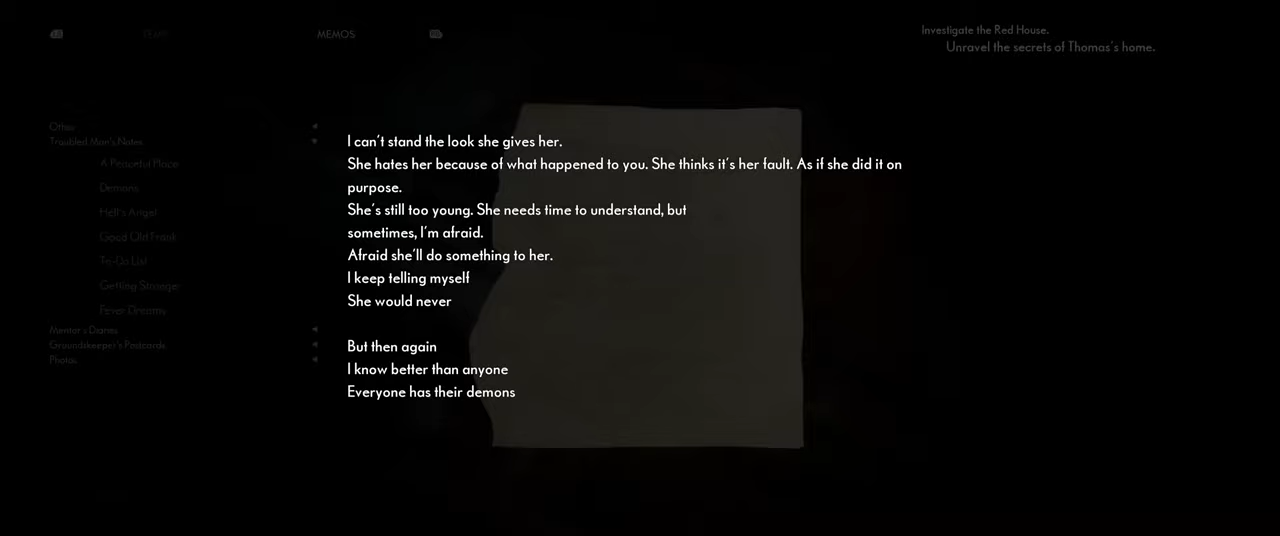 MEMOS
Investigate the Red House.
Unravel the secrets of Thomas's home.
Other
Troubled Man's Notes
A Peaceful Place
Demons
Hell's Angel
Good Old Frank
To-Do List
Getting Stronger
Fever Dreams
Mentor's Diaries
Groundskeeper's Postcards
Photos
I can't stand the look she gives her.
She hates her because of what happened to you. She thinks it's her fault. As if she did it on
purpose.
She's still too young. She needs time to understand, but
sometimes, I'm afraid.
Afraid she'll do something to her.
I keep telling myself
She would never
But then again
I know better than anyone
Everyone has their demons